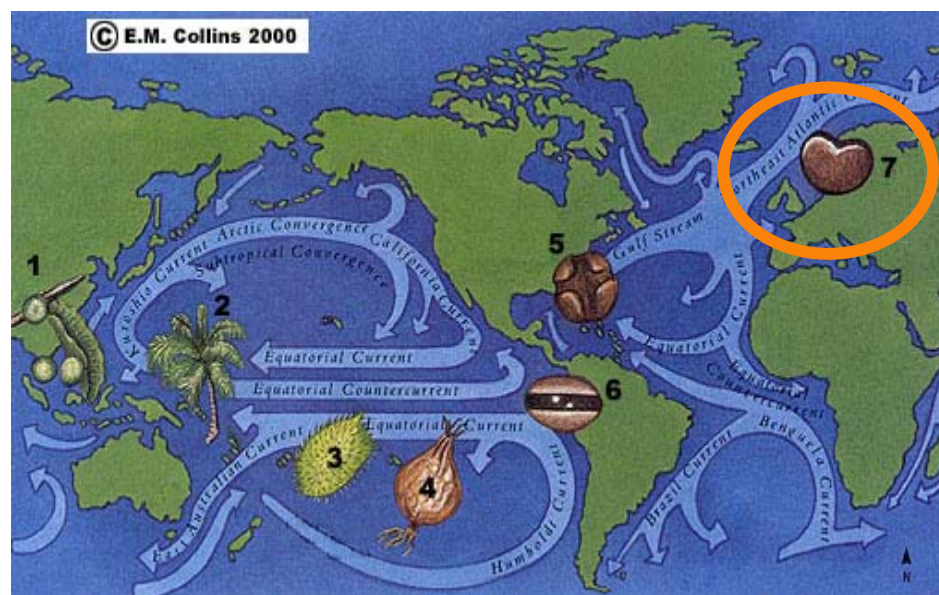 © E.M. Collins 2000
Northeast Atlantic Current
7
Gulf Stream
5
Arctic Convergence
Kuroshio Current
Subtropical Convergence
California Current
1
2
Equatorial Current
Equatorial Current
Equatorial Countercurrent
Equatorial Countercurrent
6
Equatorial Current
3
4
East Australian Current
Humboldt Current
Brazil Current
Benguela Current
N